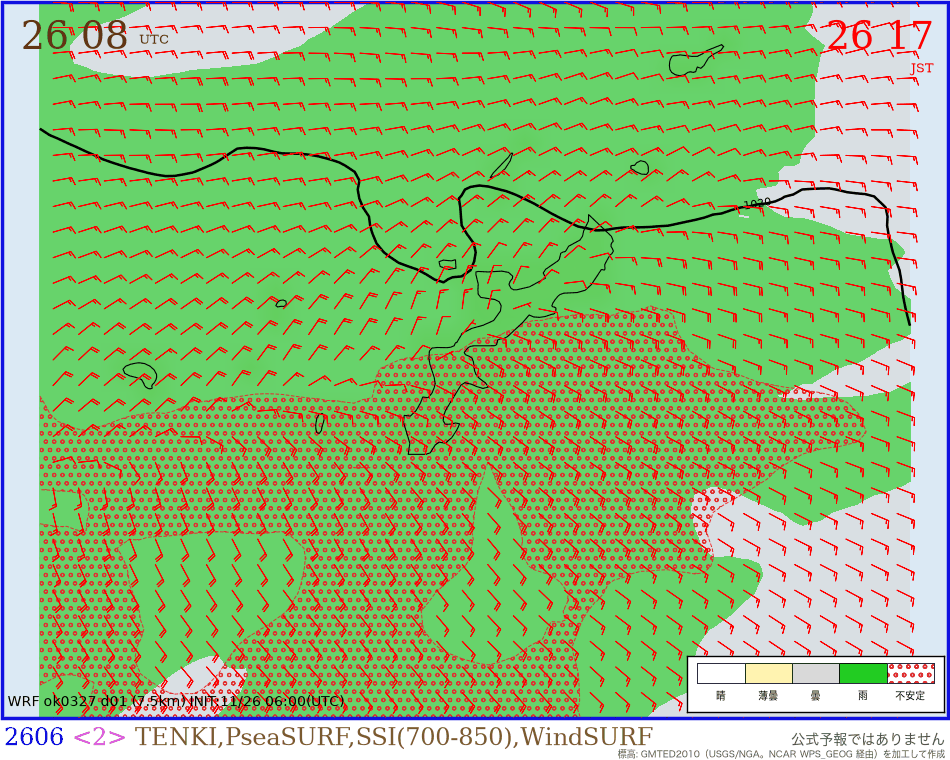 26 08 UTC
26 17
JST
1020
WRF ok0327 d01 (7.5km) INIT 11/26 06:00(UTC)
晴 薄曇 曇 雨 不安定
2606 <2> TENKI,PseaSURF,SSI(700-850),WindSURF
公式予報ではありません
標高: GMTED2010（USGS/NGA。NCAR WPS_GEOG 経由）を加工して作成